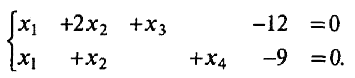 x₁ +2x₂ +x₃ -12 =0
x₁ +x₂ +x₄ -9 =0.